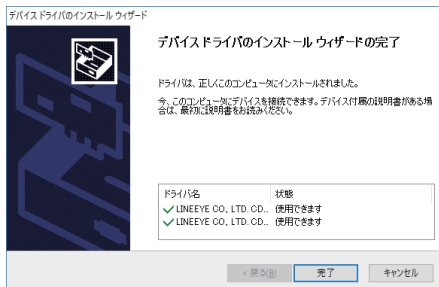 デバイス ドライバのインストール ウィザード
デバイス ドライバのインストール ウィザードの完了
ドライバは、正しくこのコンピュータにインストールされました。
今、このコンピュータにデバイスを接続できます。デバイス付属の説明書がある場
合は、最初に説明書をお読みください。
ドライバ名 状態
LINEEYE CO., LTD. CD... 使用できます
LINEEYE CO., LTD. CD... 使用できます
< 戻る(B) 完了 キャンセル